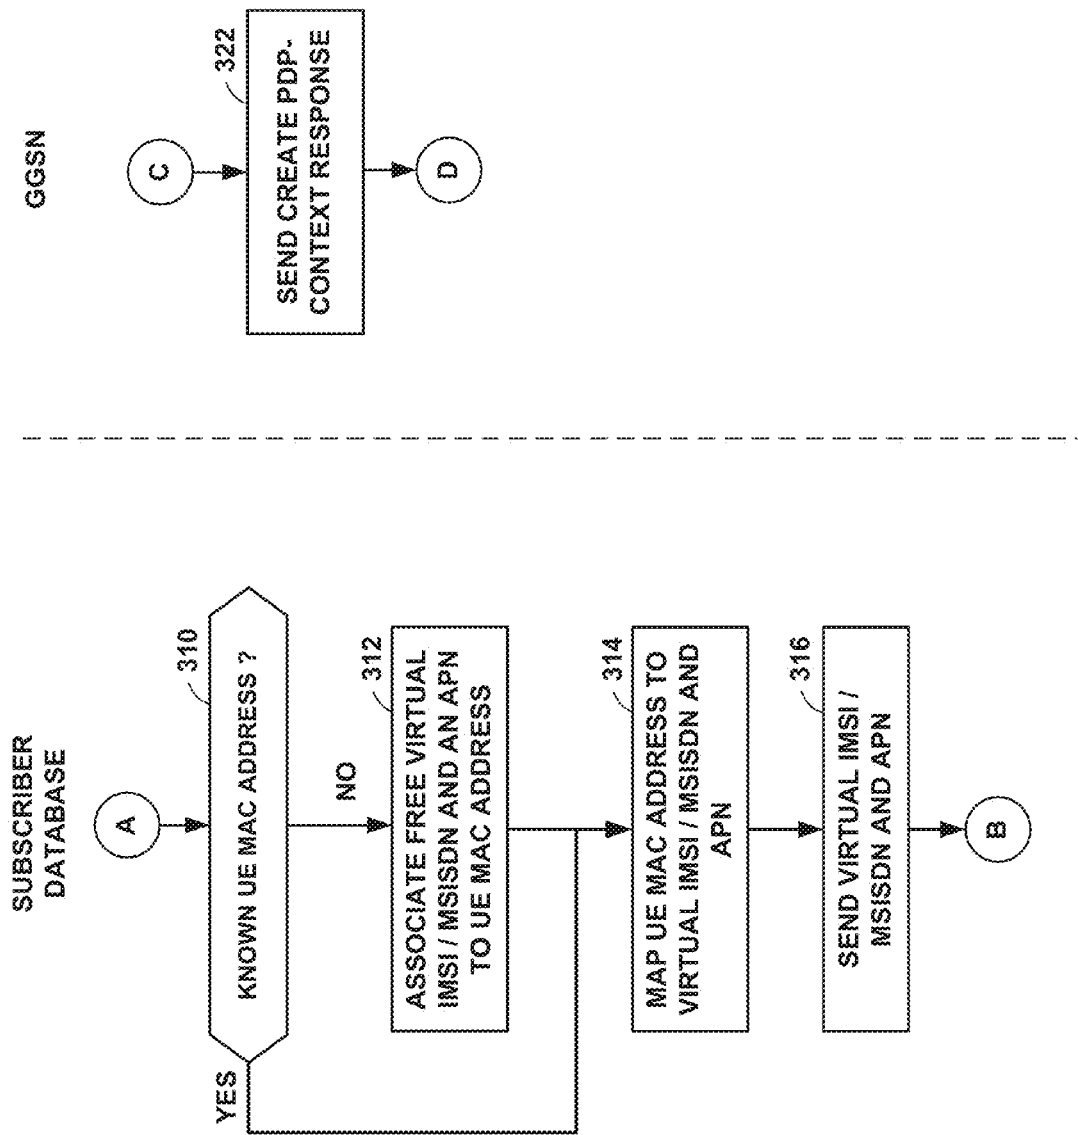 SUBSCRIBER
DATABASE
A
310
KNOWN UE MAC ADDRESS ?
YES
NO
312
ASSOCIATE FREE VIRTUAL
IMSI / MSISDN AND AN APN
TO UE MAC ADDRESS
314
MAP UE MAC ADDRESS TO
VIRTUAL IMSI / MSISDN AND
APN
316
SEND VIRTUAL IMSI /
MSISDN AND APN
B
GGSN
C
322
SEND CREATE PDP-
CONTEXT RESPONSE
D